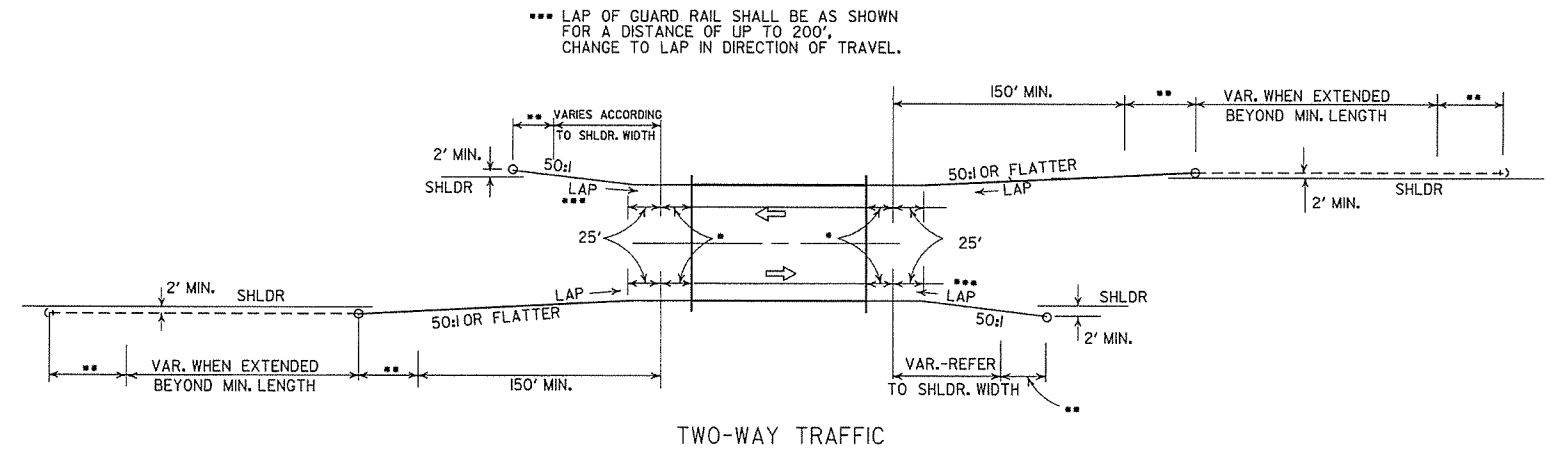 *** LAP OF GUARD RAIL SHALL BE AS SHOWN
FOR A DISTANCE OF UP TO 200',
CHANGE TO LAP IN DIRECTION OF TRAVEL.
150' MIN.
**
VAR. WHEN EXTENDED
BEYOND MIN. LENGTH
**
** VARIES ACCORDING
TO SHLDR. WIDTH
2' MIN.
SHLDR
50:1
LAP
***
50:1 OR FLATTER
LAP
SHLDR
2' MIN.
25'
*
*
25'
2' MIN.
SHLDR
LAP
50:1 OR FLATTER
***
LAP
50:1
SHLDR
2' MIN.
**
VAR. WHEN EXTENDED
BEYOND MIN. LENGTH
**
150' MIN.
VAR.-REFER
TO SHLDR. WIDTH
**
TWO-WAY TRAFFIC